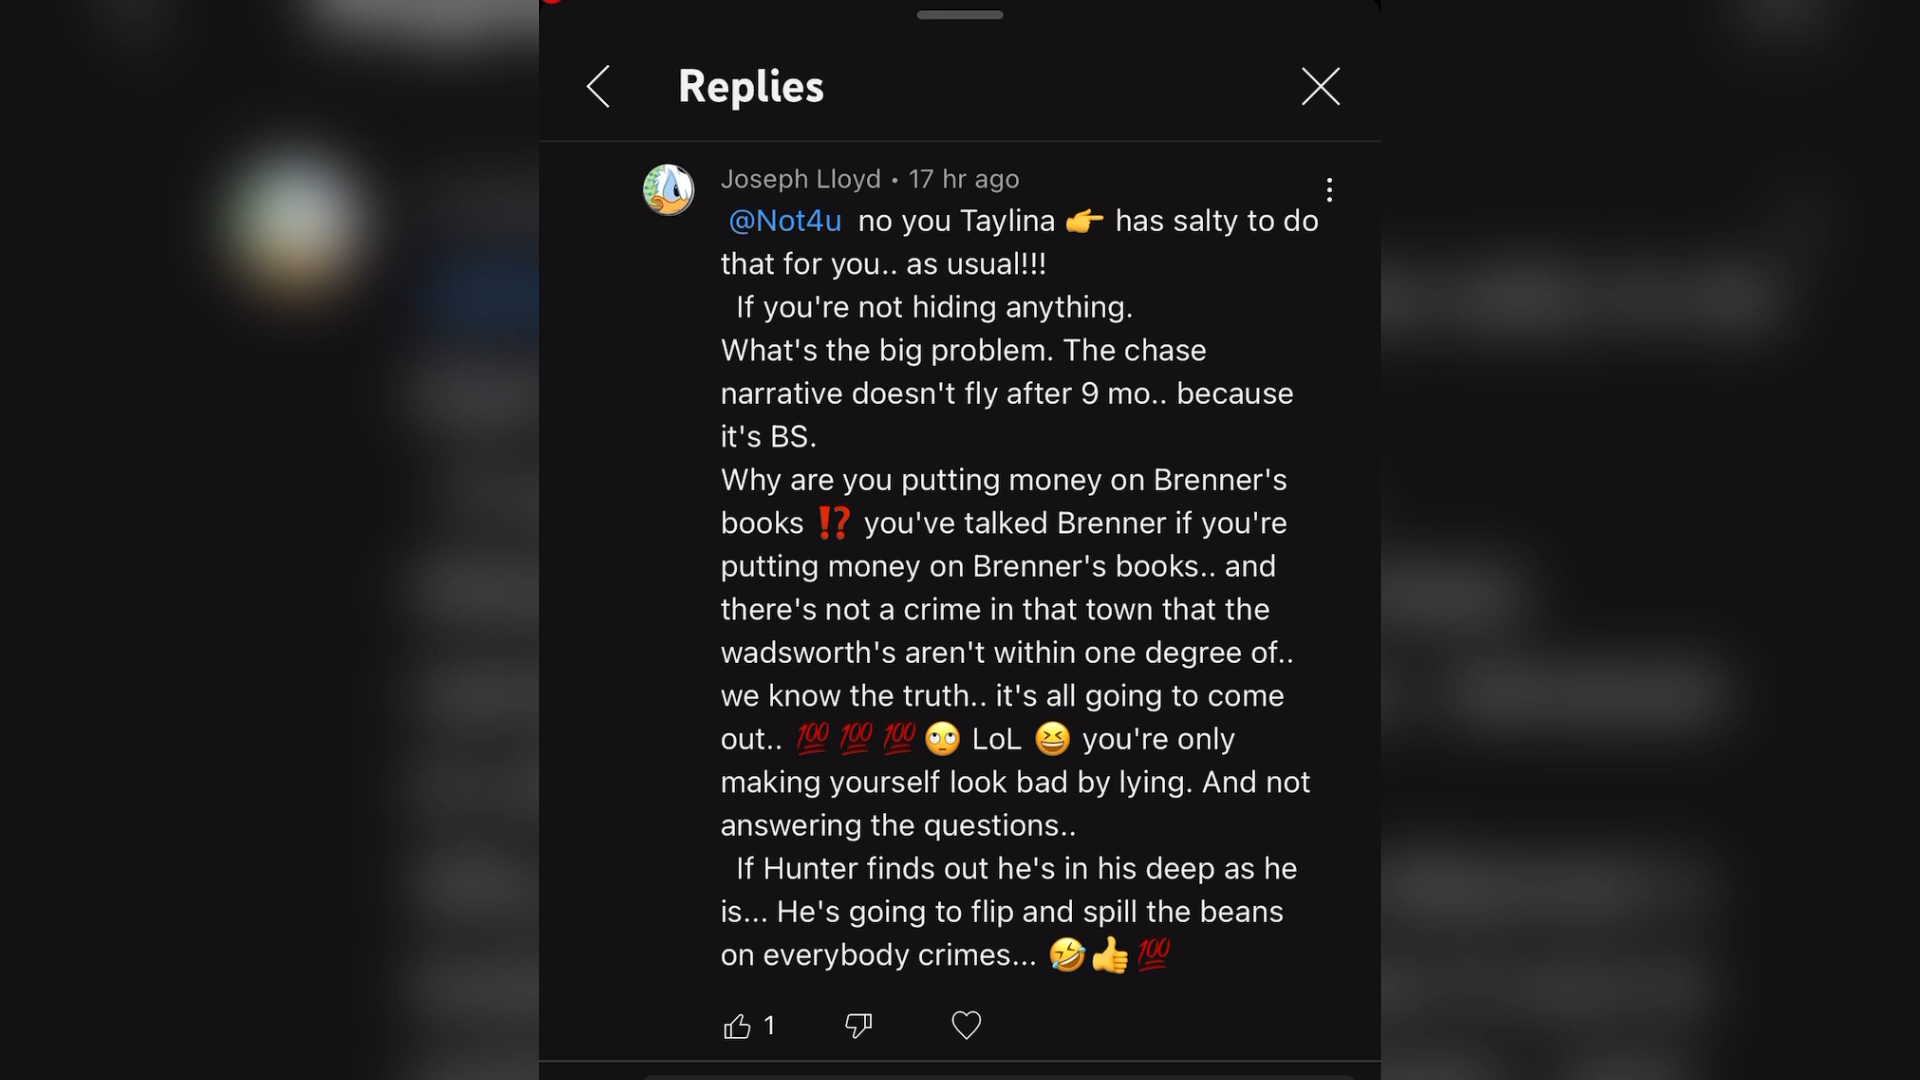 Replies
Joseph Lloyd • 17 hr ago
@Not4u no you Taylina 👉 has salty to do
that for you.. as usual!!!
If you're not hiding anything.
What's the big problem. The chase
narrative doesn't fly after 9 mo.. because
it's BS.
Why are you putting money on Brenner's
books ⁉️ you've talked Brenner if you're
putting money on Brenner's books.. and
there's not a crime in that town that the
wadsworth's aren't within one degree of..
we know the truth.. it's all going to come
out.. 💯 💯 💯 🙄 LoL 😆 you're only
making yourself look bad by lying. And not
answering the questions..
If Hunter finds out he's in his deep as he
is... He's going to flip and spill the beans
on everybody crimes... 🤣👍💯
1